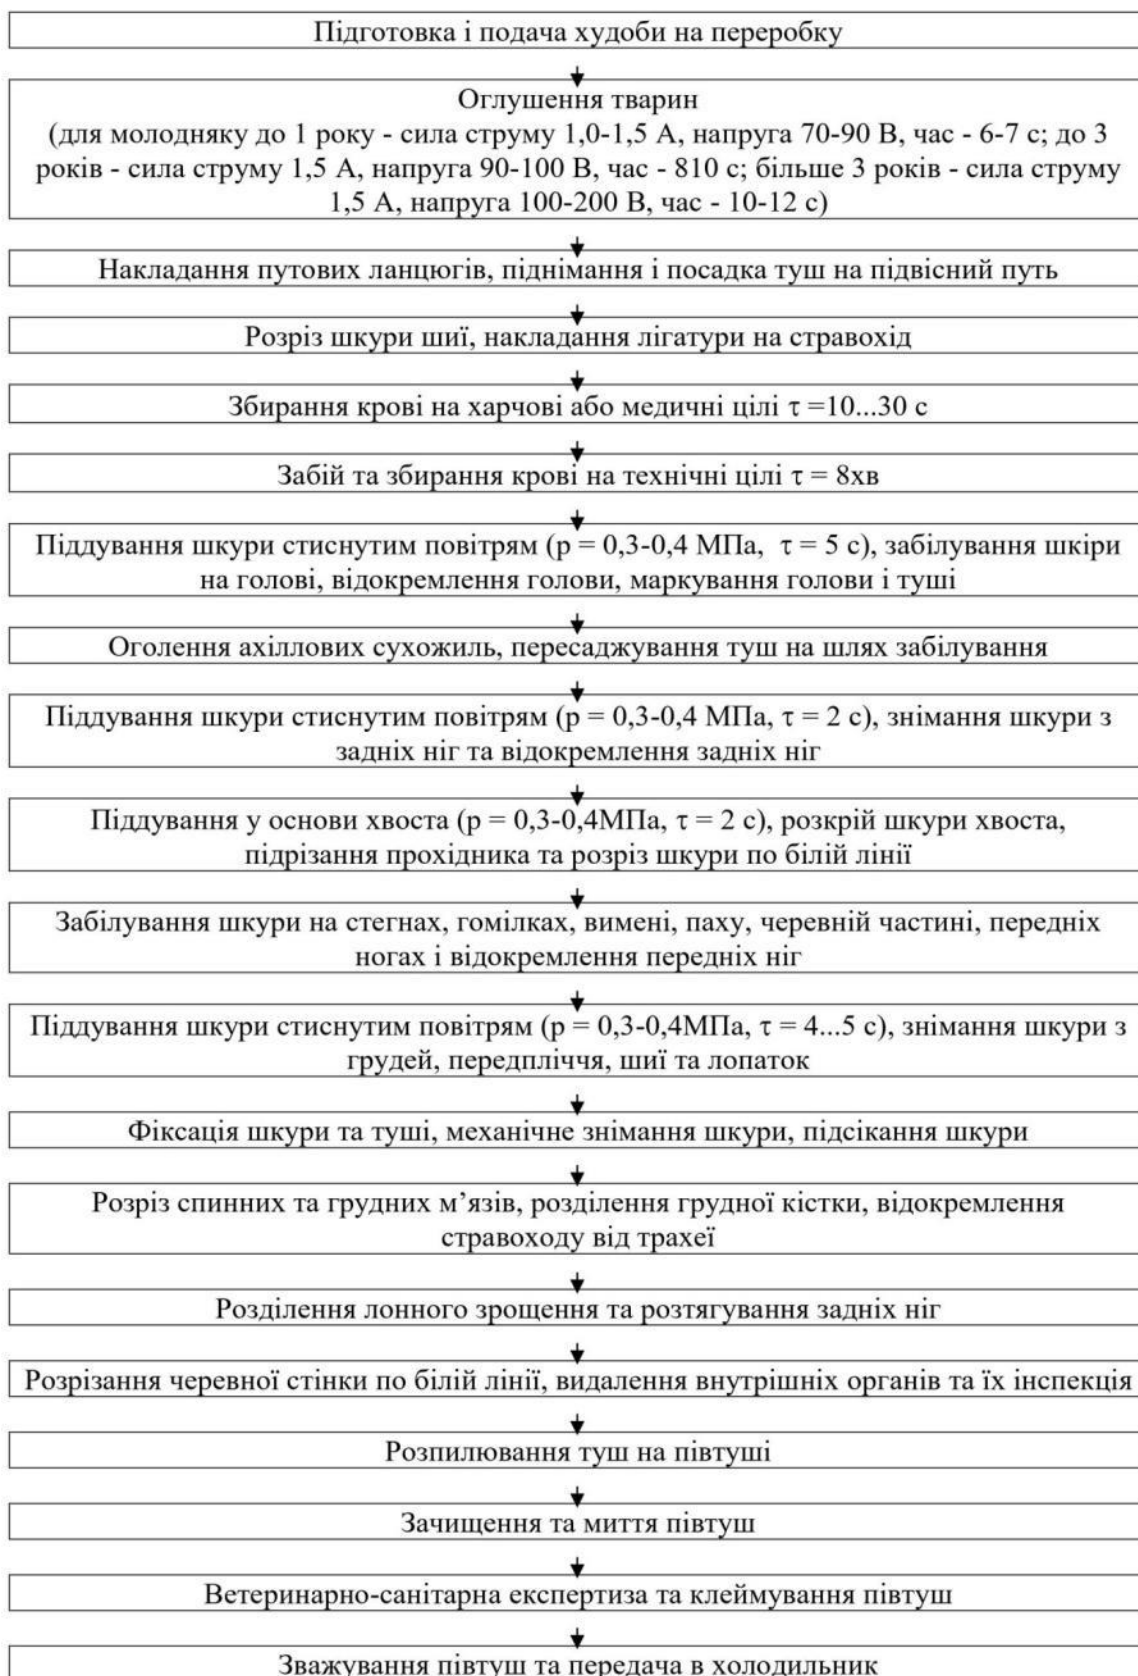 Підготовка і подача худоби на переробку
Оглушення тварин
(для молодняку до 1 року - сила струму 1,0-1,5 А, напруга 70-90 В, час - 6-7 с; до 3
років - сила струму 1,5 А, напруга 90-100 В, час - 810 с; більше 3 років - сила струму
1,5 А, напруга 100-200 В, час - 10-12 с)
Накладання путових ланцюгів, піднімання і посадка туш на підвісний путь
Розріз шкури шиї, накладання лігатури на стравохід
Збирання крові на харчові або медичні цілі τ =10...30 с
Забій та збирання крові на технічні цілі τ = 8хв
Піддування шкури стиснутим повітрям (р = 0,3-0,4 МПа, τ = 5 с), забілування шкіри
на голові, відокремлення голови, маркування голови і туші
Оголення ахіллових сухожиль, пересаджування туш на шлях забілування
Піддування шкури стиснутим повітрям (р = 0,3-0,4 МПа, τ = 2 с), знімання шкури з
задніх ніг та відокремлення задніх ніг
Піддування у основи хвоста (р = 0,3-0,4МПа, τ = 2 с), розкрій шкури хвоста,
підрізання прохідника та розріз шкури по білій лінії
Забілування шкури на стегнах, гомілках, вимені, паху, черевній частині, передніх
ногах і відокремлення передніх ніг
Піддування шкури стиснутим повітрям (р = 0,3-0,4МПа, τ = 4...5 с), знімання шкури з
грудей, передпліччя, шиї та лопаток
Фіксація шкури та туші, механічне знімання шкури, підсікання шкури
Розріз спинних та грудних м’язів, розділення грудної кістки, відокремлення
стравоходу від трахеї
Розділення лонного зрощення та розтягування задніх ніг
Розрізання черевної стінки по білій лінії, видалення внутрішніх органів та їх інспекція
Розпилювання туш на півтуші
Зачищення та миття півтуш
Ветеринарно-санітарна експертиза та клеймування півтуш
Зважування півтуш та передача в холодильник